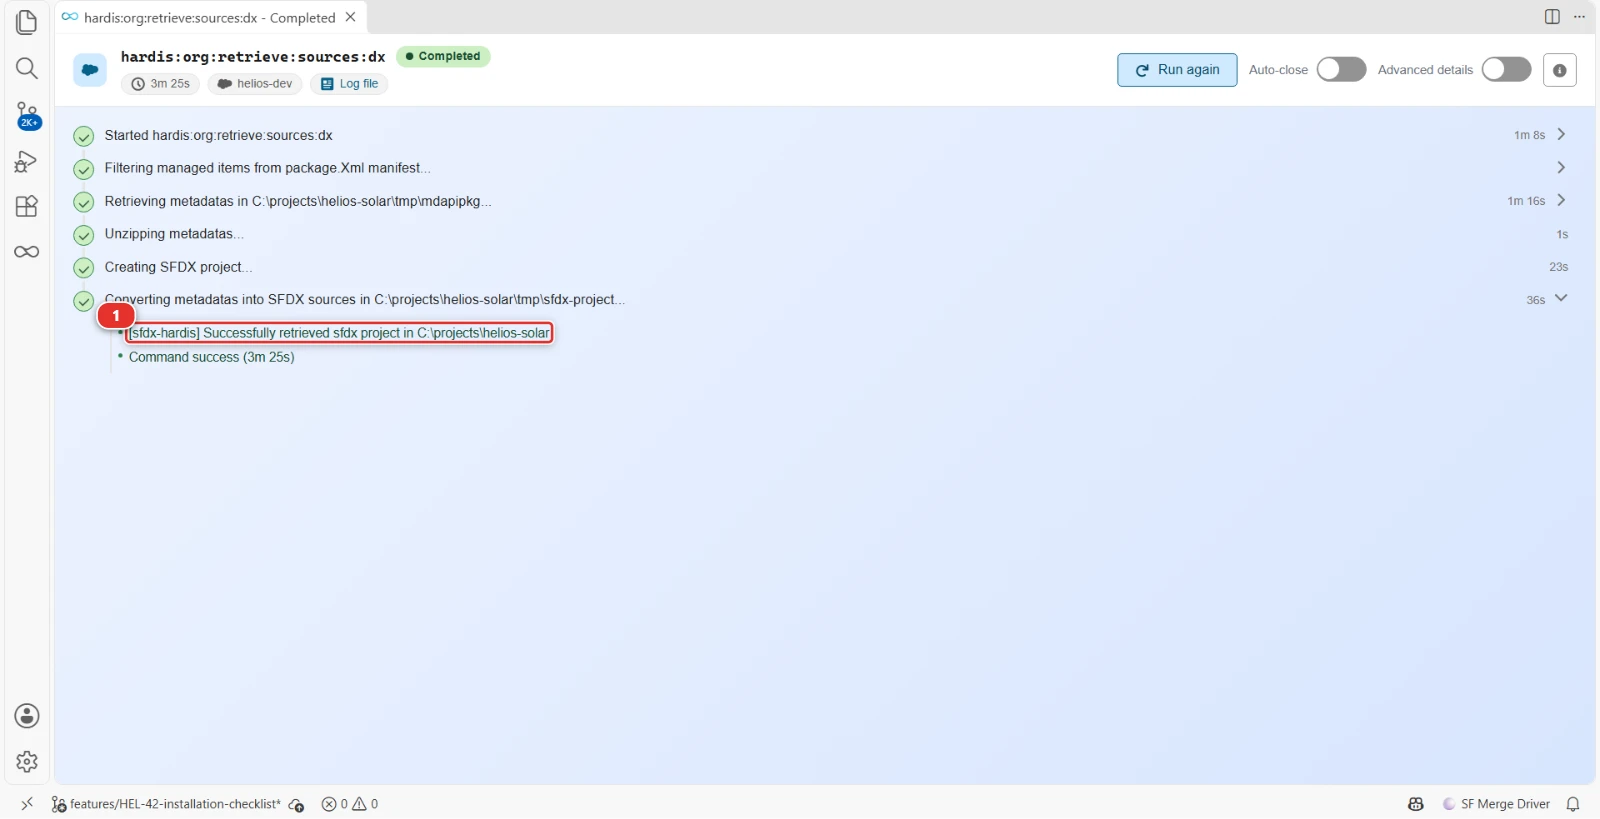 hardis:org:retrieve:sources:dx - Completed
hardis:org:retrieve:sources:dx
Completed
3m 25s
helios-dev
Log file
Run again
Auto-close
Advanced details
2K+
Started hardis:org:retrieve:sources:dx
1m 8s
Filtering managed items from package.Xml manifest...
Retrieving metadatas in C:\projects\helios-solar\tmp\mdapipkg...
1m 16s
Unzipping metadatas...
1s
Creating SFDX project...
23s
Converting metadatas into SFDX sources in C:\projects\helios-solar\tmp\sfdx-project...
36s
1
[sfdx-hardis] Successfully retrieved sfdx project in C:\projects\helios-solar
Command success (3m 25s)
features/HEL-42-installation-checklist*
0
0
SF Merge Driver